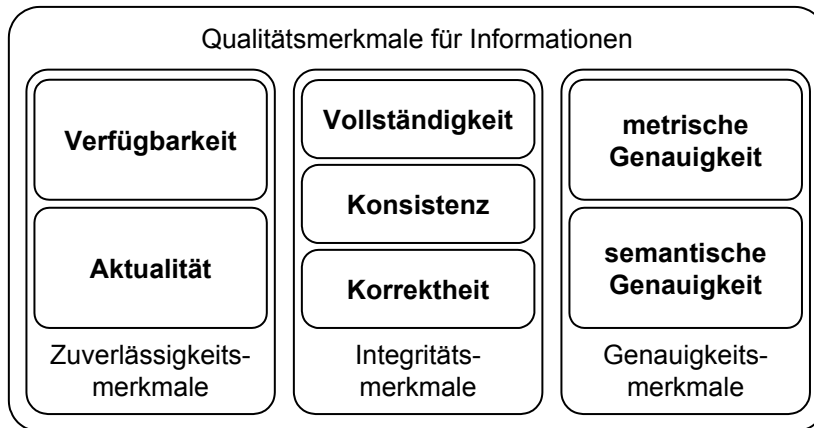 Qualitätsmerkmale für Informationen
Verfügbarkeit
Aktualität
Zuverlässigkeits-
merkmale
Vollständigkeit
Konsistenz
Korrektheit
Integritäts-
merkmale
metrische
Genauigkeit
semantische
Genauigkeit
Genauigkeits-
merkmale